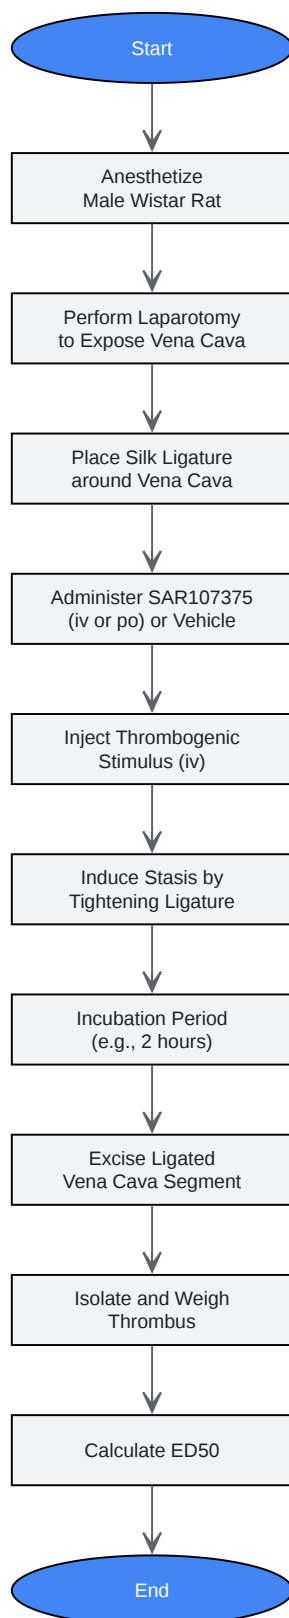 Start
Anesthetize
Male Wistar Rat
Perform Laparotomy
to Expose Vena Cava
Place Silk Ligature
around Vena Cava
Administer SAR107375
(iv or po) or Vehicle
Inject Thrombogenic
Stimulus (iv)
Induce Stasis by
Tightening Ligature
Incubation Period
(e.g., 2 hours)
Excise Ligated
Vena Cava Segment
Isolate and Weigh
Thrombus
Calculate ED50
End